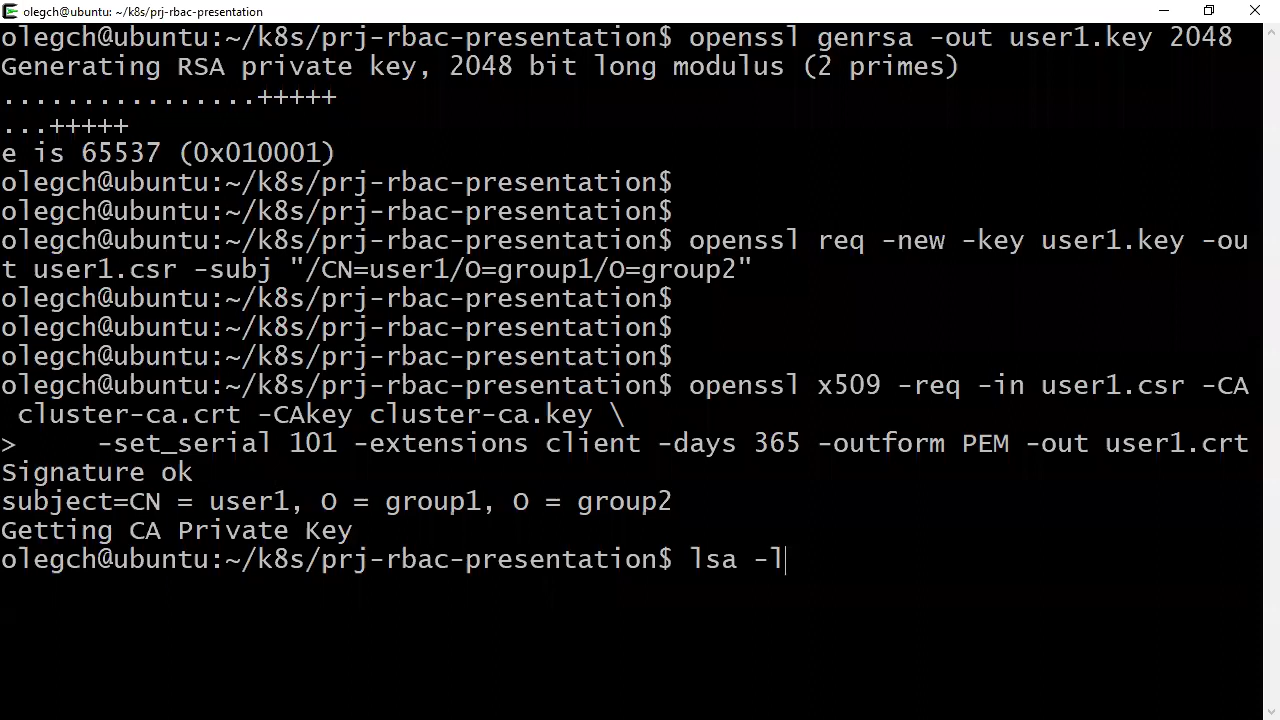 olegch@ubuntu: ~/k8s/prj-rbac-presentation
olegch@ubuntu:~/k8s/prj-rbac-presentation$ openssl genrsa -out user1.key 2048
Generating RSA private key, 2048 bit long modulus (2 primes)
................+++++
...+++++
e is 65537 (0x010001)
olegch@ubuntu:~/k8s/prj-rbac-presentation$
olegch@ubuntu:~/k8s/prj-rbac-presentation$
olegch@ubuntu:~/k8s/prj-rbac-presentation$ openssl req -new -key user1.key -ou
t user1.csr -subj "/CN=user1/O=group1/O=group2"
olegch@ubuntu:~/k8s/prj-rbac-presentation$
olegch@ubuntu:~/k8s/prj-rbac-presentation$
olegch@ubuntu:~/k8s/prj-rbac-presentation$
olegch@ubuntu:~/k8s/prj-rbac-presentation$ openssl x509 -req -in user1.csr -CA
 cluster-ca.crt -CAkey cluster-ca.key \
>     -set_serial 101 -extensions client -days 365 -outform PEM -out user1.crt
Signature ok
subject=CN = user1, O = group1, O = group2
Getting CA Private Key
olegch@ubuntu:~/k8s/prj-rbac-presentation$ lsa -l